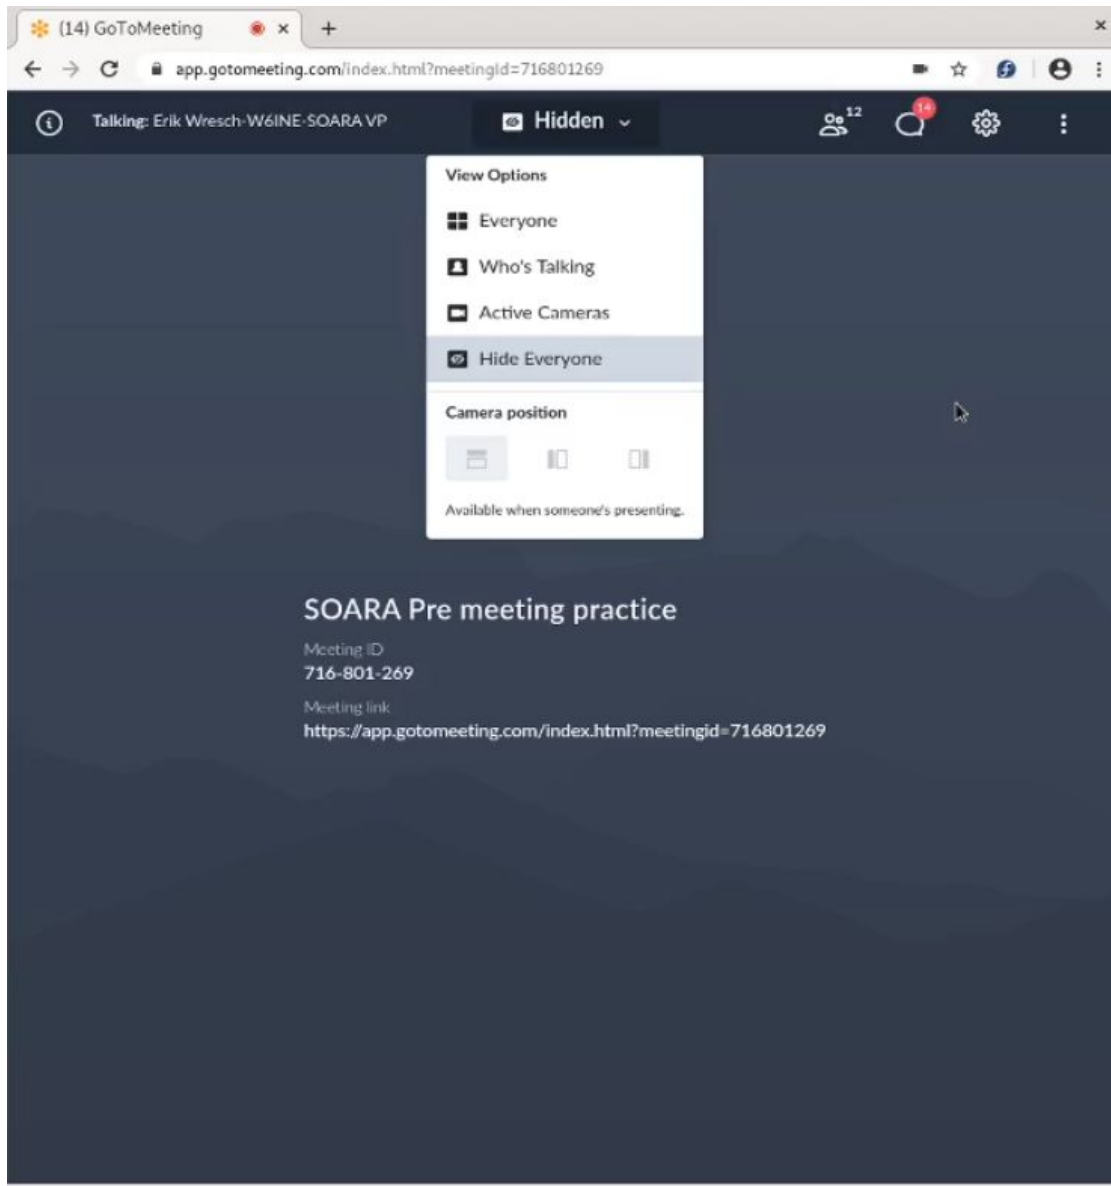 (14) GoToMeeting
app.gotomeeting.com/index.html?meetingId=716801269
Talking: Erik Wresch-W6INE-SOARA VP
Hidden
12
14
View Options
Everyone
Who's Talking
Active Cameras
Hide Everyone
Camera position
Available when someone's presenting.
SOARA Pre meeting practice
Meeting ID
716-801-269
Meeting link
https://app.gotomeeting.com/index.html?meetingid=716801269